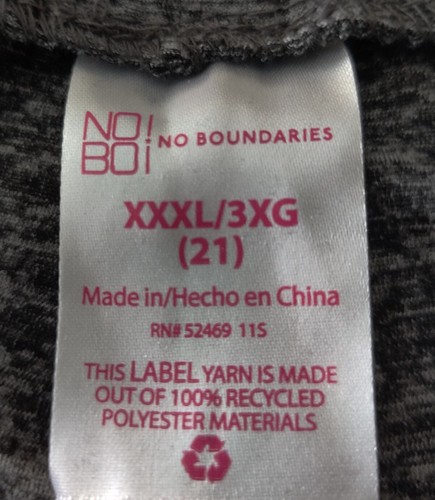 NO!
BO¡
NO BOUNDARIES
XXXL/3XG
(21)
Made in/Hecho en China
RN# 52469 11S
THIS LABEL YARN IS MADE
OUT OF 100% RECYCLED
POLYESTER MATERIALS